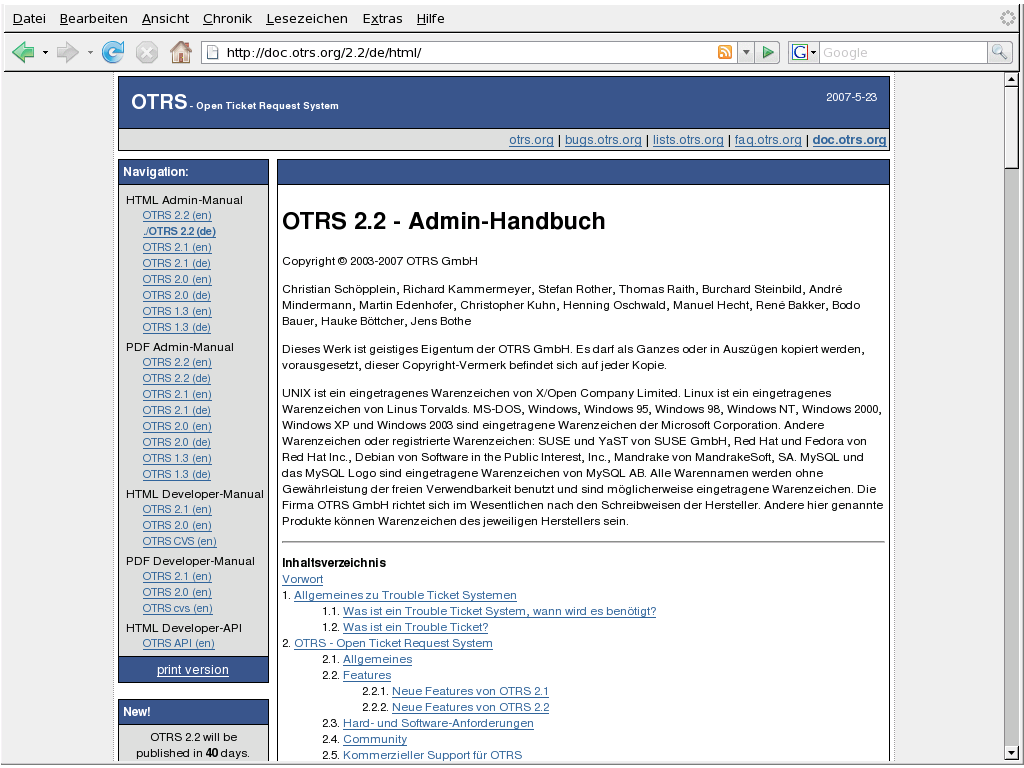 Datei Bearbeiten Ansicht Chronik Lesezeichen Extras Hilfe
http://doc.otrs.org/2.2/de/html/ G Google
OTRS - Open Ticket Request System 2007-5-23
otrs.org | bugs.otrs.org | lists.otrs.org | faq.otrs.org | doc.otrs.org
Navigation:
HTML Admin-Manual
OTRS 2.2 (en)
./OTRS 2.2 (de)
OTRS 2.1 (en)
OTRS 2.1 (de)
OTRS 2.0 (en)
OTRS 2.0 (de)
OTRS 1.3 (en)
OTRS 1.3 (de)
PDF Admin-Manual
OTRS 2.2 (en)
OTRS 2.2 (de)
OTRS 2.1 (en)
OTRS 2.1 (de)
OTRS 2.0 (en)
OTRS 2.0 (de)
OTRS 1.3 (en)
OTRS 1.3 (de)
HTML Developer-Manual
OTRS 2.1 (en)
OTRS 2.0 (en)
OTRS CVS (en)
PDF Developer-Manual
OTRS 2.1 (en)
OTRS 2.0 (en)
OTRS cvs (en)
HTML Developer-API
OTRS API (en)
print version
New!
OTRS 2.2 will be
published in 40 days.
OTRS 2.2 - Admin-Handbuch
Copyright © 2003-2007 OTRS GmbH
Christian Schöpplein, Richard Kammermeyer, Stefan Rother, Thomas Raith, Burchard Steinbild, André
Mindermann, Martin Edenhofer, Christopher Kuhn, Henning Oschwald, Manuel Hecht, René Bakker, Bodo
Bauer, Hauke Böttcher, Jens Bothe
Dieses Werk ist geistiges Eigentum der OTRS GmbH. Es darf als Ganzes oder in Auszügen kopiert werden,
vorausgesetzt, dieser Copyright-Vermerk befindet sich auf jeder Kopie.
UNIX ist ein eingetragenes Warenzeichen von X/Open Company Limited. Linux ist ein eingetragenes
Warenzeichen von Linus Torvalds. MS-DOS, Windows, Windows 95, Windows 98, Windows NT, Windows 2000,
Windows XP und Windows 2003 sind eingetragene Warenzeichen der Microsoft Corporation. Andere
Warenzeichen oder registrierte Warenzeichen: SUSE und YaST von SUSE GmbH, Red Hat und Fedora von
Red Hat Inc., Debian von Software in the Public Interest, Inc., Mandrake von MandrakeSoft, SA. MySQL und
das MySQL Logo sind eingetragene Warenzeichen von MySQL AB. Alle Warennamen werden ohne
Gewährleistung der freien Verwendbarkeit benutzt und sind möglicherweise eingetragene Warenzeichen. Die
Firma OTRS GmbH richtet sich im Wesentlichen nach den Schreibweisen der Hersteller. Andere hier genannte
Produkte können Warenzeichen des jeweiligen Herstellers sein.
Inhaltsverzeichnis
Vorwort
1. Allgemeines zu Trouble Ticket Systemen
1.1. Was ist ein Trouble Ticket System, wann wird es benötigt?
1.2. Was ist ein Trouble Ticket?
2. OTRS - Open Ticket Request System
2.1. Allgemeines
2.2. Features
2.2.1. Neue Features von OTRS 2.1
2.2.2. Neue Features von OTRS 2.2
2.3. Hard- und Software-Anforderungen
2.4. Community
2.5. Kommerzieller Support für OTRS